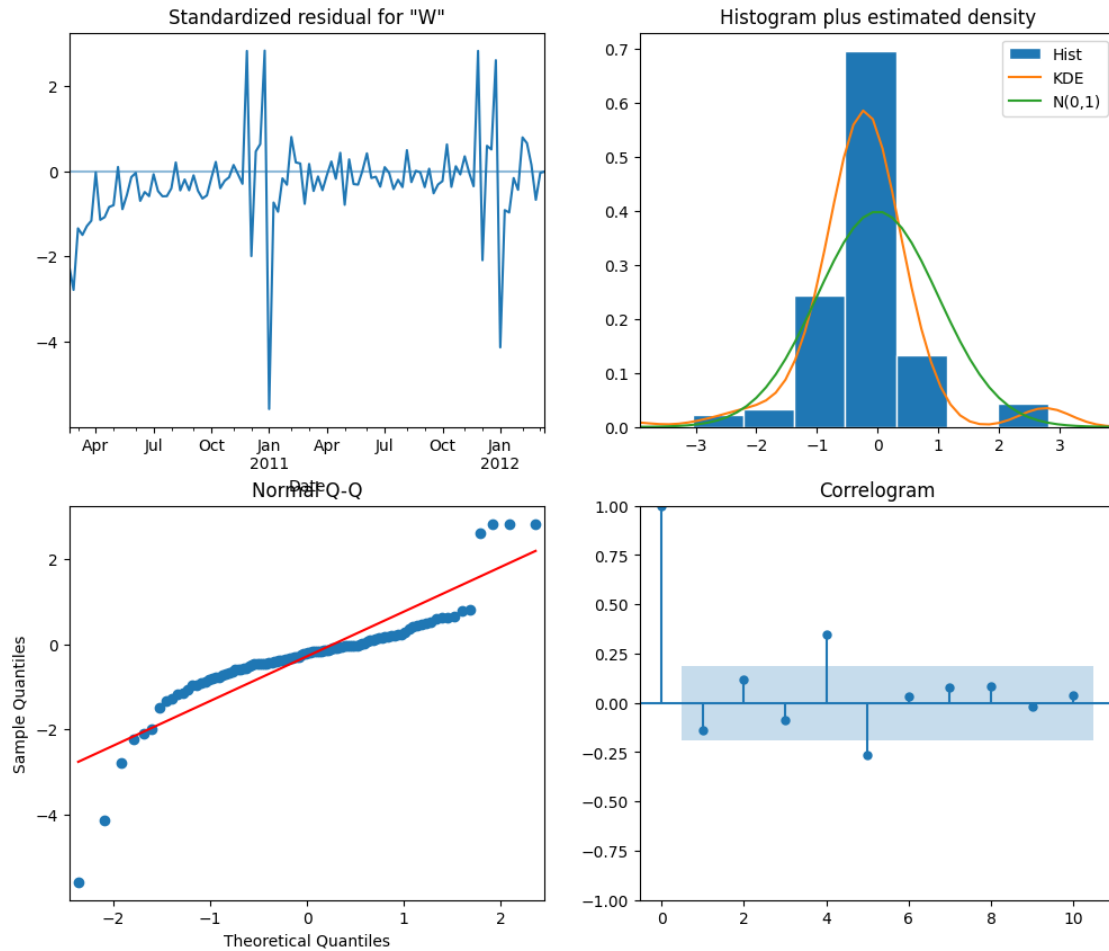 Standardized residual for "W"
2
0
−2
−4
Apr
Jul
Oct
Jan
2011
Apr
Jul
Oct
Jan
2012
Date
Histogram plus estimated density
0.7
0.6
0.5
0.4
0.3
0.2
0.1
0.0
Hist
KDE
N(0,1)
−3
−2
−1
0
1
2
3
Normal Q-Q
Sample Quantiles
2
0
−2
−4
−2
−1
0
1
2
Theoretical Quantiles
Correlogram
1.00
0.75
0.50
0.25
0.00
−0.25
−0.50
−0.75
−1.00
0
2
4
6
8
10